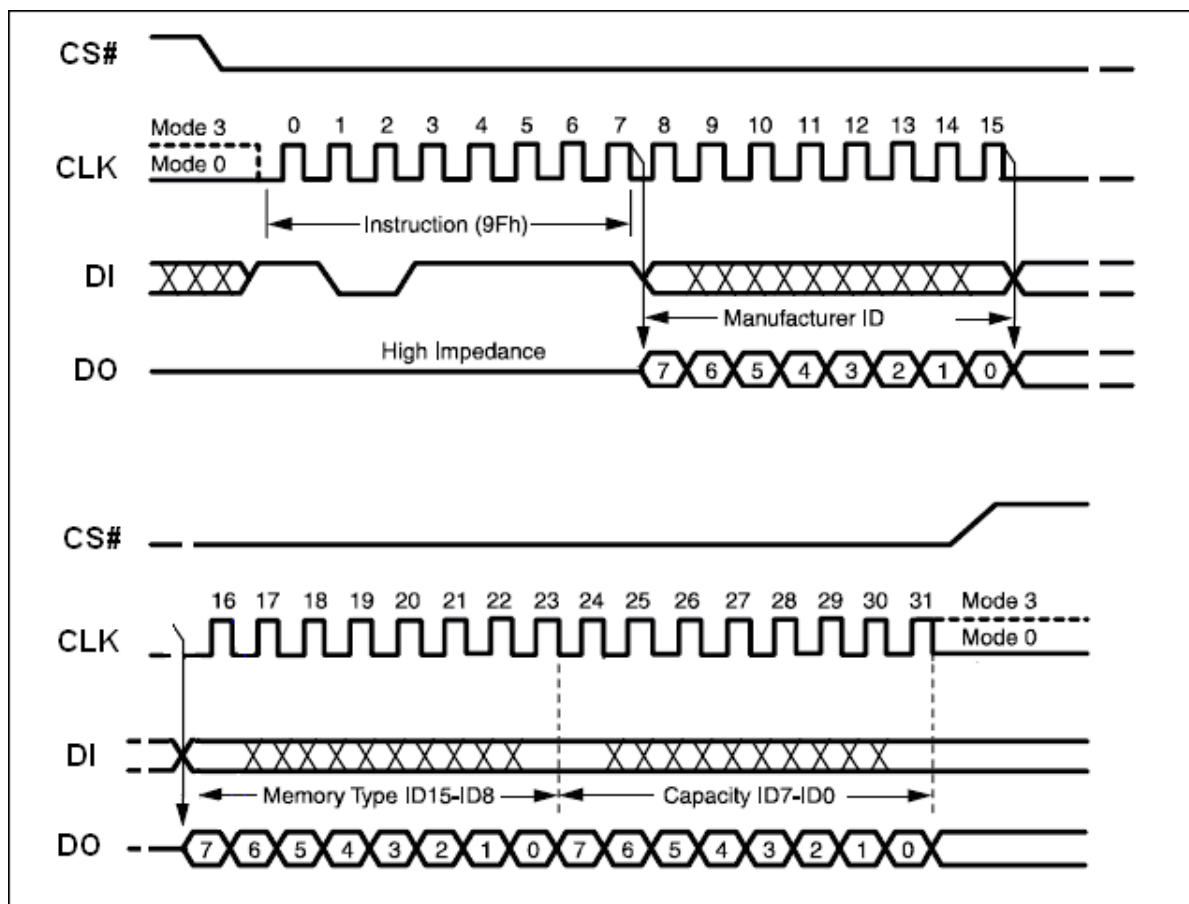 CS#
Mode 3
0 1 2 3 4 5 6 7 8 9 10 11 12 13 14 15
CLK
Mode 0
Instruction (9Fh)
DI
Manufacturer ID
High Impedance
DO
7 6 5 4 3 2 1 0
CS#
16 17 18 19 20 21 22 23 24 25 26 27 28 29 30 31
Mode 3
CLK
Mode 0
DI
Memory Type ID15-ID8
Capacity ID7-ID0
DO
7 6 5 4 3 2 1 0 7 6 5 4 3 2 1 0